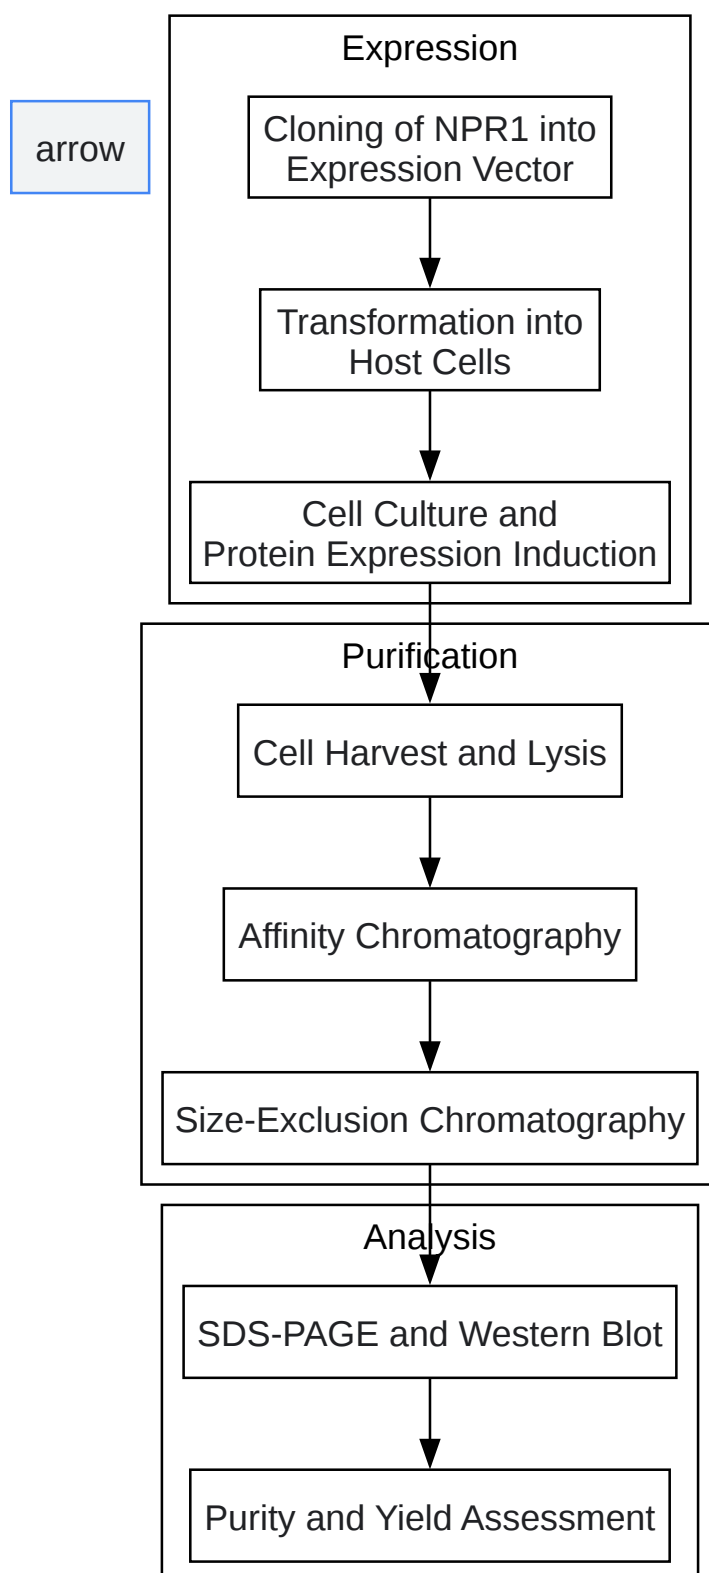 Expression
arrow
Cloning of NPR1 into
Expression Vector
Transformation into
Host Cells
Cell Culture and
Protein Expression Induction
Purification
Cell Harvest and Lysis
Affinity Chromatography
Size-Exclusion Chromatography
Analysis
SDS-PAGE and Western Blot
Purity and Yield Assessment